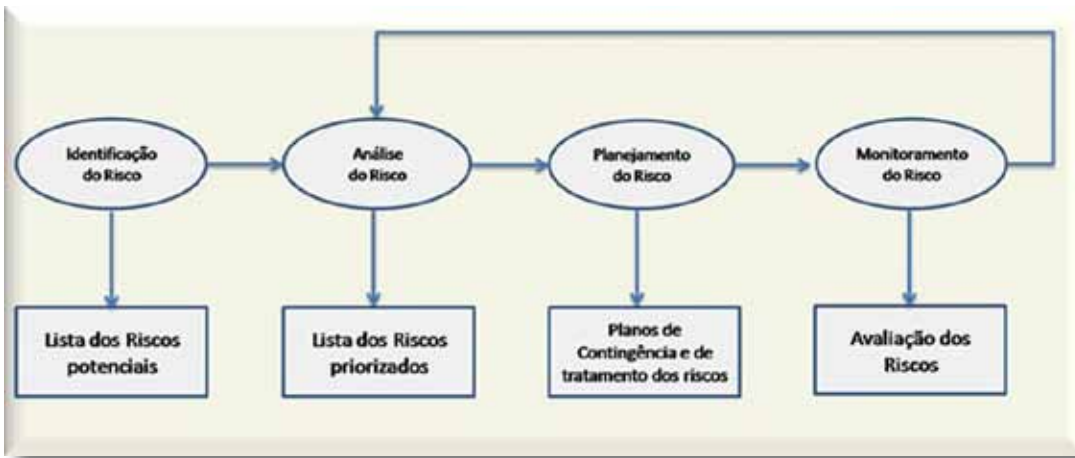 Identificação
do Risco
Análise
do Risco
Planejamento
do Risco
Monitoramento
do Risco
Lista dos Riscos
potenciais
Lista dos Riscos
priorizados
Planos de
Contingência e de
tratamento dos riscos
Avaliação dos
Riscos